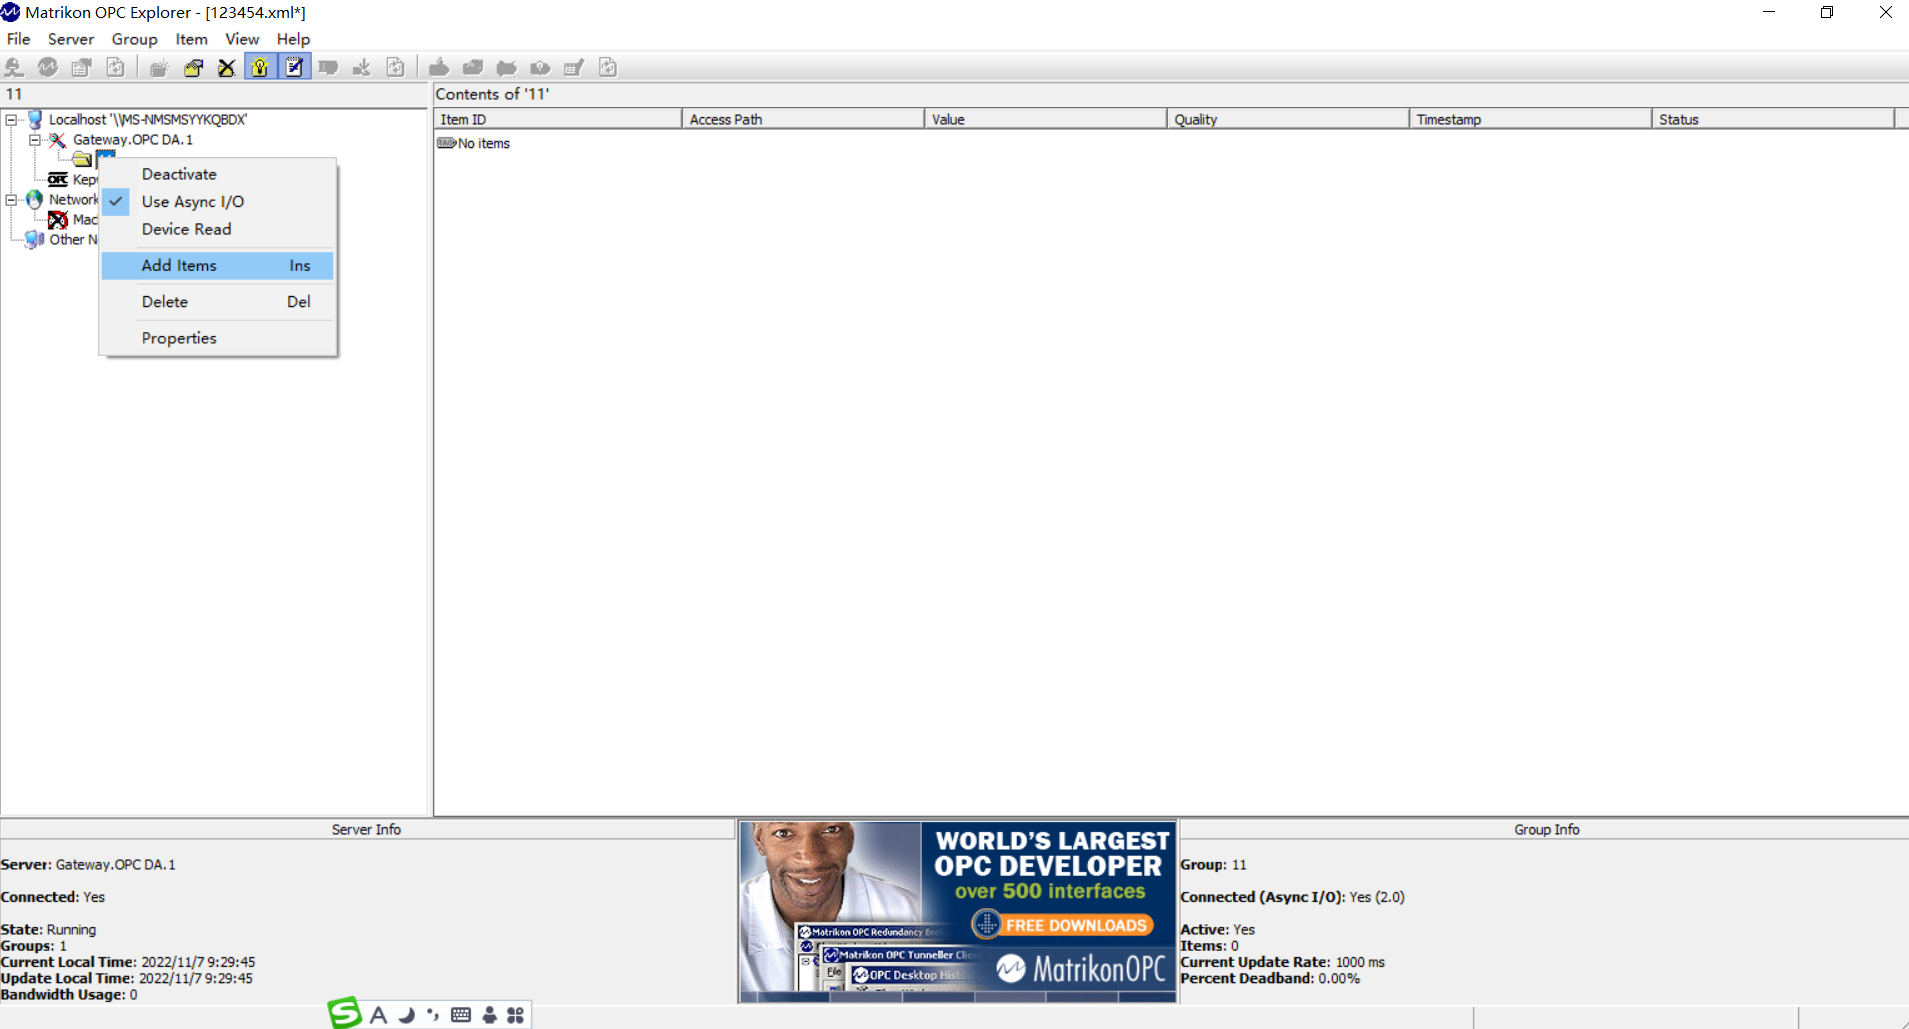 Matrikon OPC Explorer - [123454.xml*]
File Server Group Item View Help
11
Contents of '11'
Localhost '\\MS-NMSMSYYKQBDX'
Gateway.OPC DA.1
Network
Other N
Deactivate
Use Async I/O
Device Read
Add Items Ins
Delete Del
Properties
Item ID Access Path Value Quality Timestamp Status
No items
Server Info
Server: Gateway.OPC DA.1
Connected: Yes
State: Running
Groups: 1
Current Local Time: 2022/11/7 9:29:45
Update Local Time: 2022/11/7 9:29:45
Bandwidth Usage: 0
WORLD'S LARGEST
OPC DEVELOPER
over 500 interfaces
FREE DOWNLOADS
Matrikon OPC Redundancy
Matrikon OPC Tunneller
File
OPC Desktop
MatrikonOPC
Group Info
Group: 11
Connected (Async I/O): Yes (2.0)
Active: Yes
Items: 0
Current Update Rate: 1000 ms
Percent Deadband: 0.00%
S A